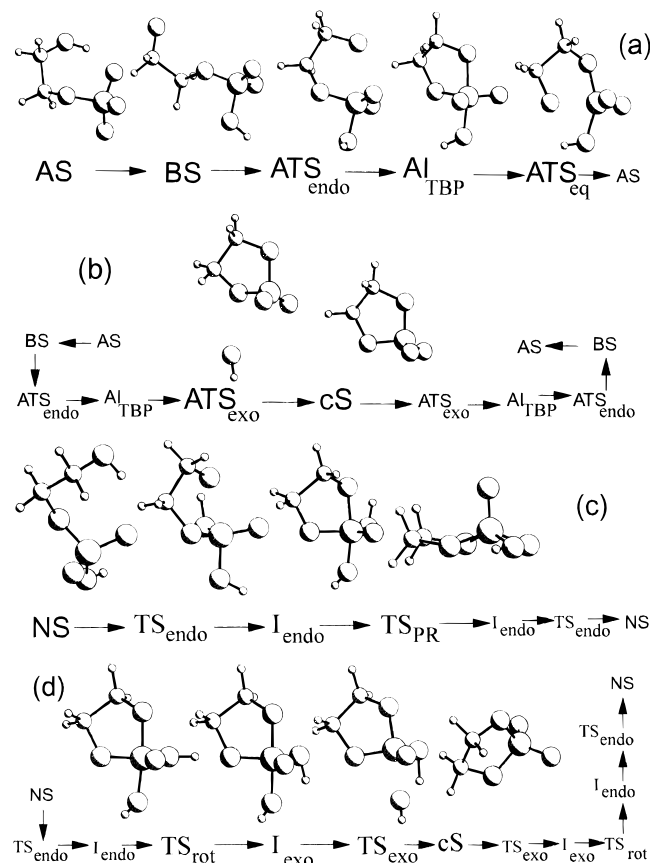 (a)
AS → BS → ATSendo → AITBP → ATSeq → AS
(b)
BS ← AS
AS ← BS
ATSendo → AITBP → ATSexo → cS → ATSexo → AITBP → ATSendo
(c)
NS → TSendo → Iendo → TSPR → Iendo → TSendo → NS
(d)
NS
TSendo
NS
Iendo
TSendo → Iendo → TSrot → Iexo → TSexo → cS → TSexo → Iexo → TSrot